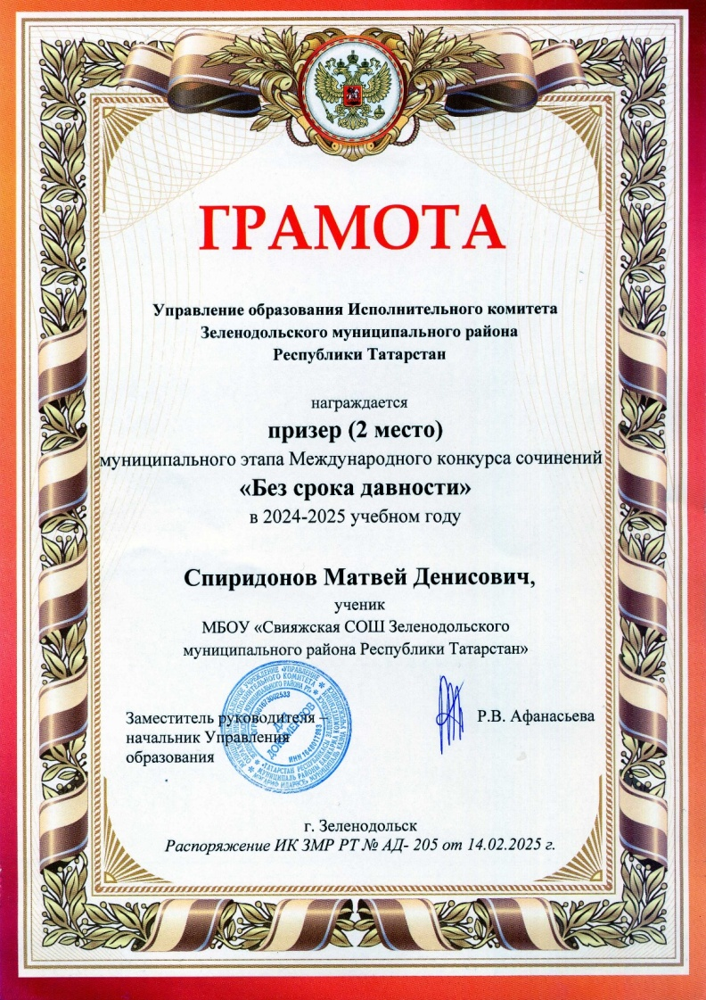 ГРАМОТА
Управление образования Исполнительного комитета
Зеленодольского муниципального района
Республики Татарстан
награждается
призер (2 место)
муниципального этапа Международного конкурса сочинений
«Без срока давности»
в 2024-2025 учебном году
Спиридонов Матвей Денисович,
ученик
МБОУ «Свияжская СОШ Зеленодольского
муниципального района Республики Татарстан»
Заместитель руководителя –
начальник Управления
образования
Р.В. Афанасьева
ДЛЯ
ДОКУМЕНТОВ
г. Зеленодольск
Распоряжение ИК ЗМР РТ № АД- 205 от 14.02.2025 г.